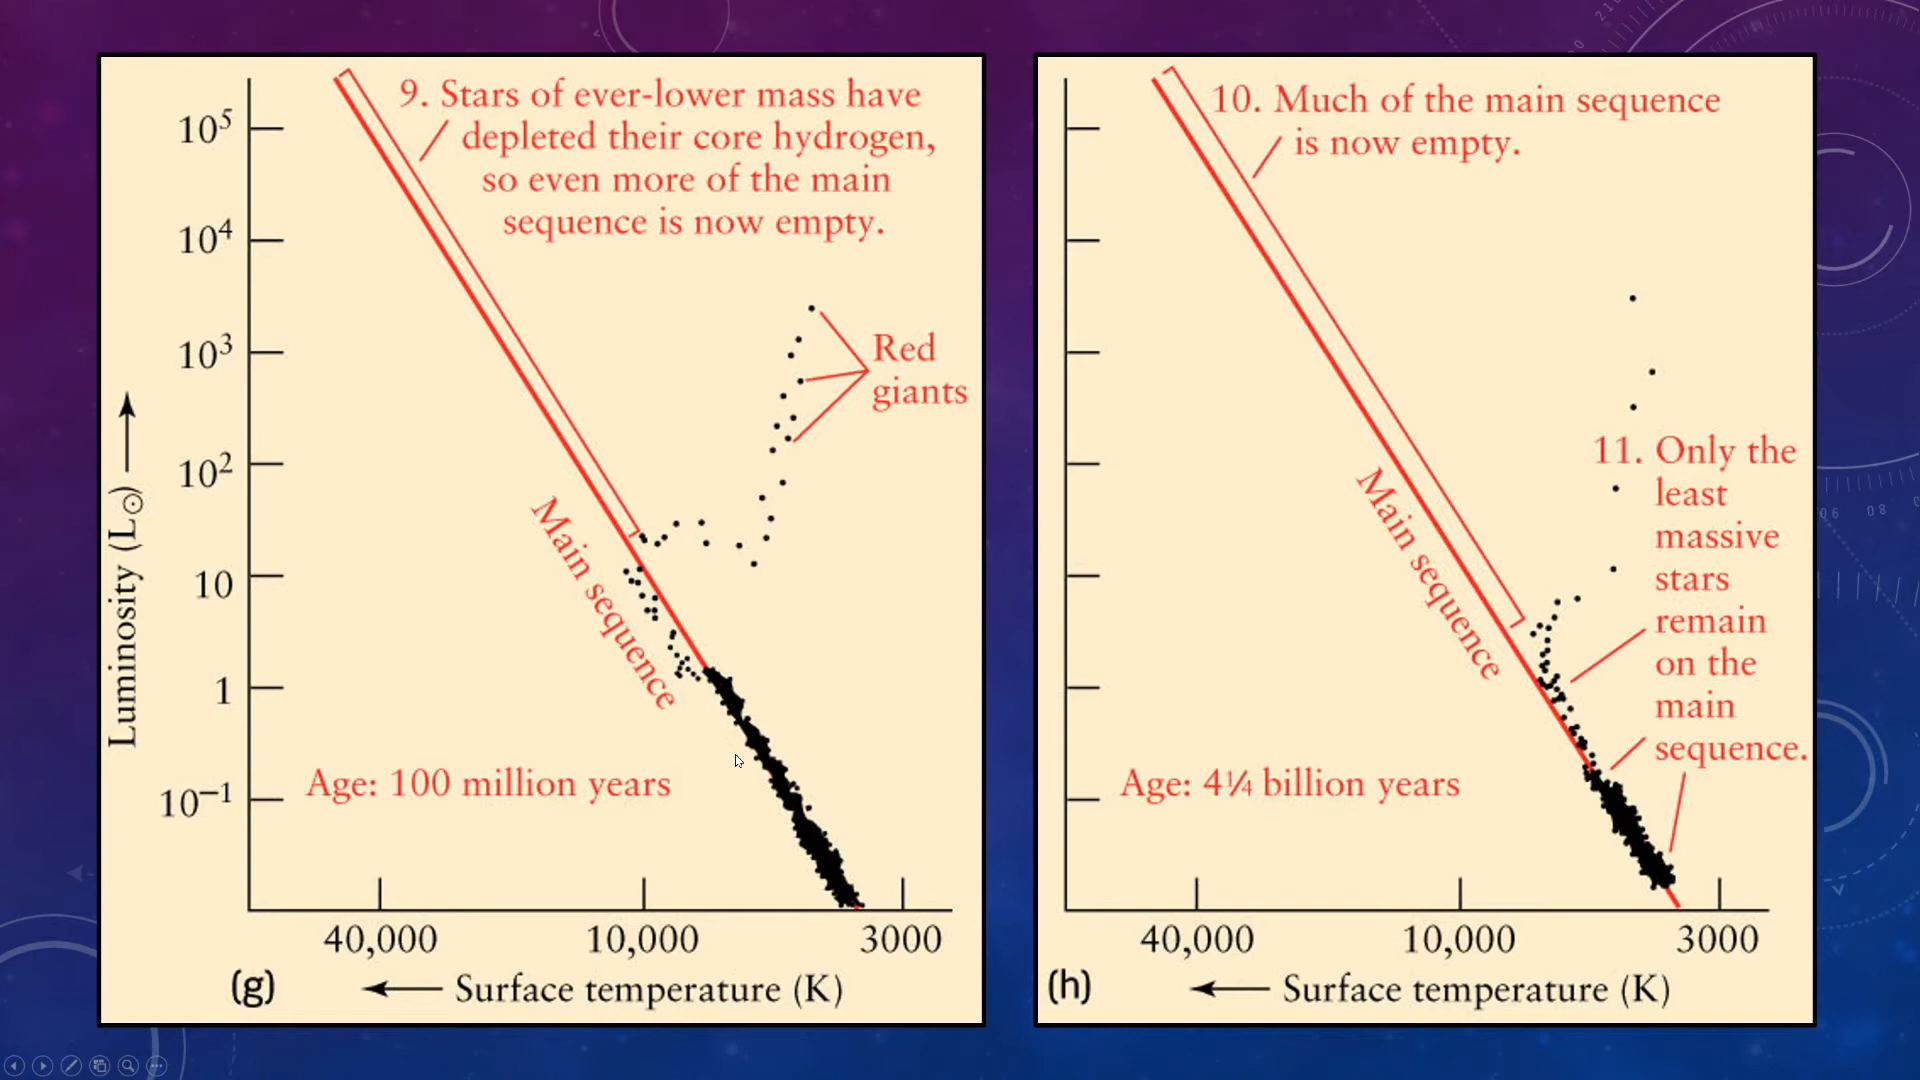 9. Stars of ever-lower mass have
depleted their core hydrogen,
so even more of the main
sequence is now empty.
10⁵
10⁴
10³
10²
10
1
10⁻¹
Luminosity (L☉)
Red
giants
Main sequence
Age: 100 million years
40,000
10,000
3000
(g)
Surface temperature (K)
10. Much of the main sequence
is now empty.
11. Only the
least
massive
stars
remain
on the
main
sequence.
Main sequence
Age: 4¼ billion years
40,000
10,000
3000
(h)
Surface temperature (K)
210
06 08